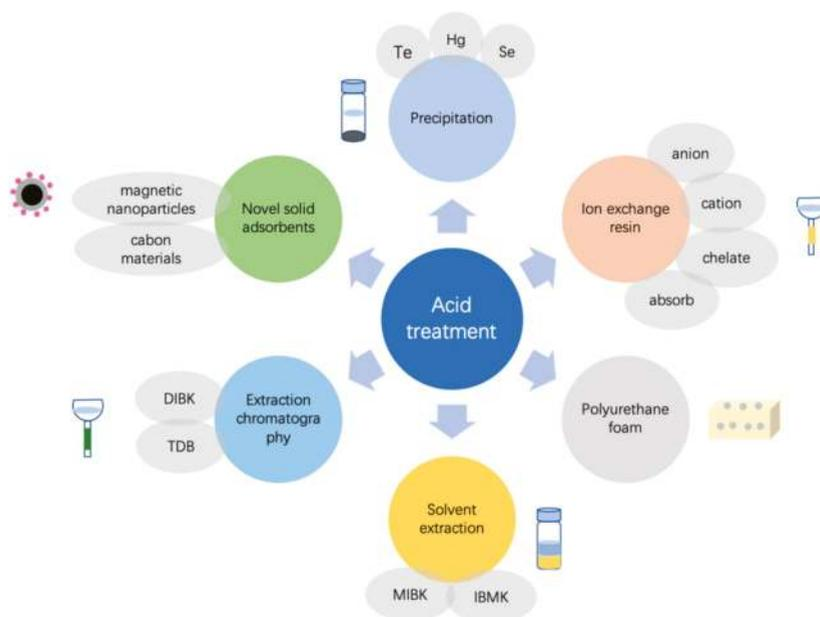 Te
Hg
Se
Precipitation
anion
cation
chelate
absorb
Ion exchange
resin
magnetic
nanoparticles
cabon
materials
Novel solid
adsorbents
Acid
treatment
DIBK
TDB
Extraction
chromatogra
phy
Polyurethane
foam
Solvent
extraction
MIBK
IBMK